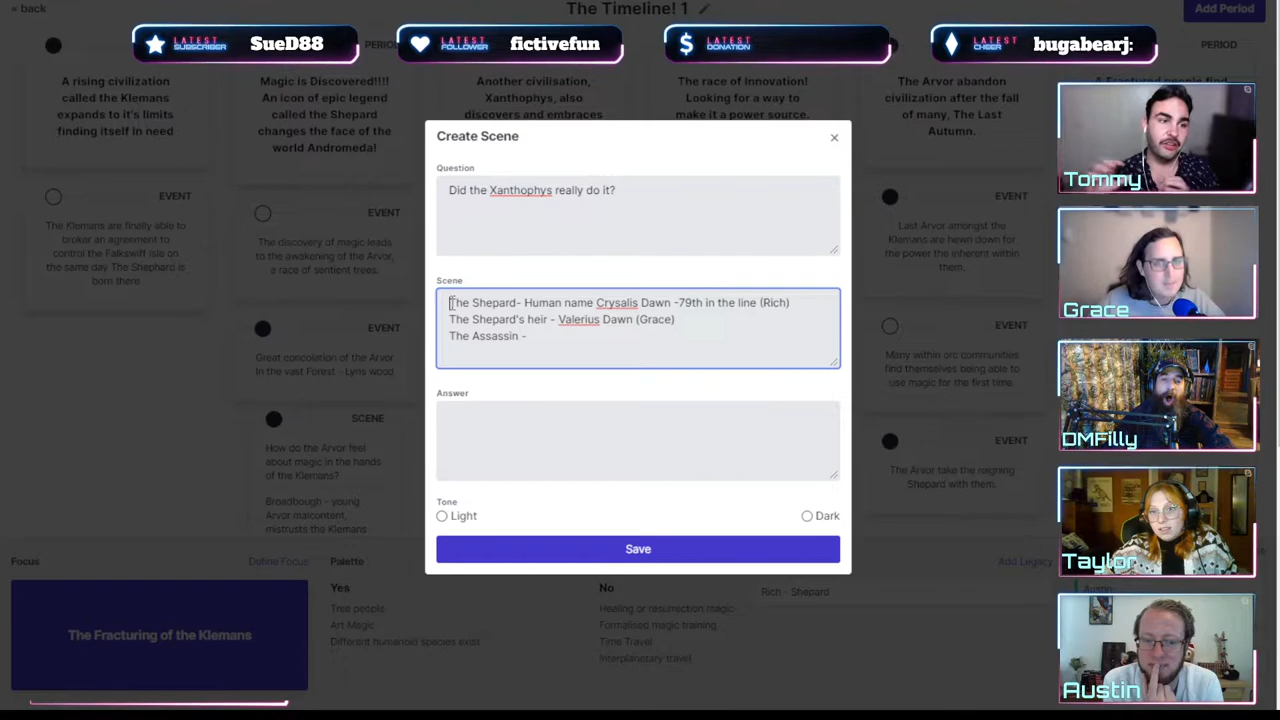 ← back
The Timeline! 1
Add Period
LATEST SUBSCRIBER
SueD88
LATEST FOLLOWER
fictivefun
LATEST DONATION
LATEST CHEER
bugabearj:
PERIOD
A rising civilization
called the Klemans
expands to it's limits
finding itself in need
EVENT
The Klemans are finally able to
broker an agreement to
control the Falkswiff Isle on
the same day The Shepard is
born there
Magic is Discovered!!!!
An icon of epic legend
called the Shepard
changes the face of the
world Andromeda!
EVENT
The discovery of magic leads
to the awakening of the Arvor,
a race of sentient trees.
EVENT
Great concolation of the Arvor
In the vast Forest -Lyns wood
SCENE
How do the Arvor feel
about magic in the hands
of the Klemans?
Broadbough - young
Arvor malcontent,
mistrusts the Klemans
Another civilisation,
Xanthophys, also
discovers and embraces
The race of Innovation!
Looking for a way to
make it a power source.
PERIOD
The Arvor abandon
civilization after the fall
of many, The Last
Autumn.
EVENT
Last Arvor amongst the
Klemans are hewn down for
the power the inherent within
them.
EVENT
Many within orc communities
find themselves being able to
use magic for the first time.
EVENT
The Arvor take the reigning
Shepard with them.
PERIOD
A Fractured people find
Create Scene
×
Question
Did the Xanthophys really do it?
Scene
The Shepard- Human name Crysalis Dawn -79th in the line (Rich)
The Shepard's heir - Valerius Dawn (Grace)
The Assassin -
Answer
Tone
Light
Dark
Save
Focus
Define Focus
The Fracturing of the Klemans
Palette
Yes
Tree people
Art Magic
Different humanoid species exist
No
Healing or resurrection magic
Formalised magic training
Time Travel
Interplanetary travel
Add Legacy
Rich - Shepard
Austin
Tommy
Grace
DMFilly
Taylor
Austin